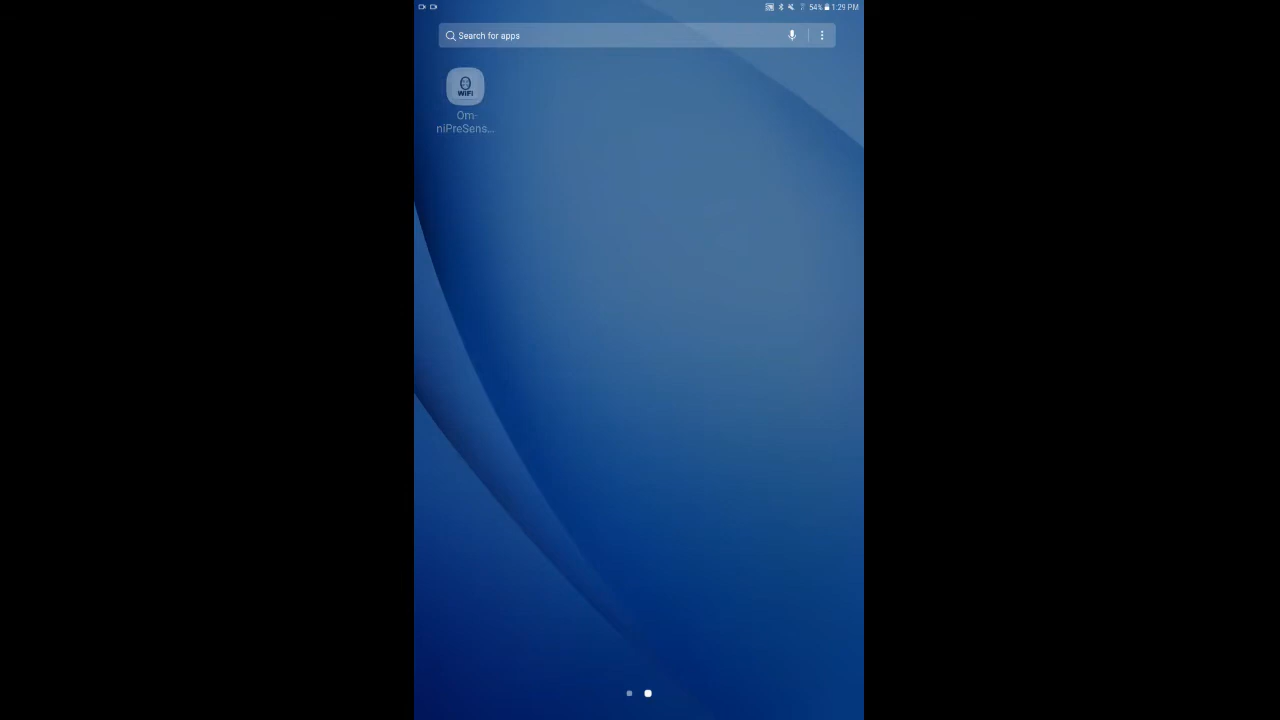 54% 1:29 PM
Search for apps
WiFi
Om-
niPreSens...